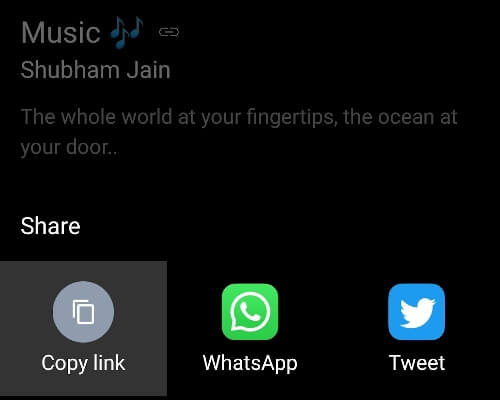 Music 🎶
Shubham Jain
The whole world at your fingertips, the ocean at
your door..
Share
Copy link
WhatsApp
Tweet